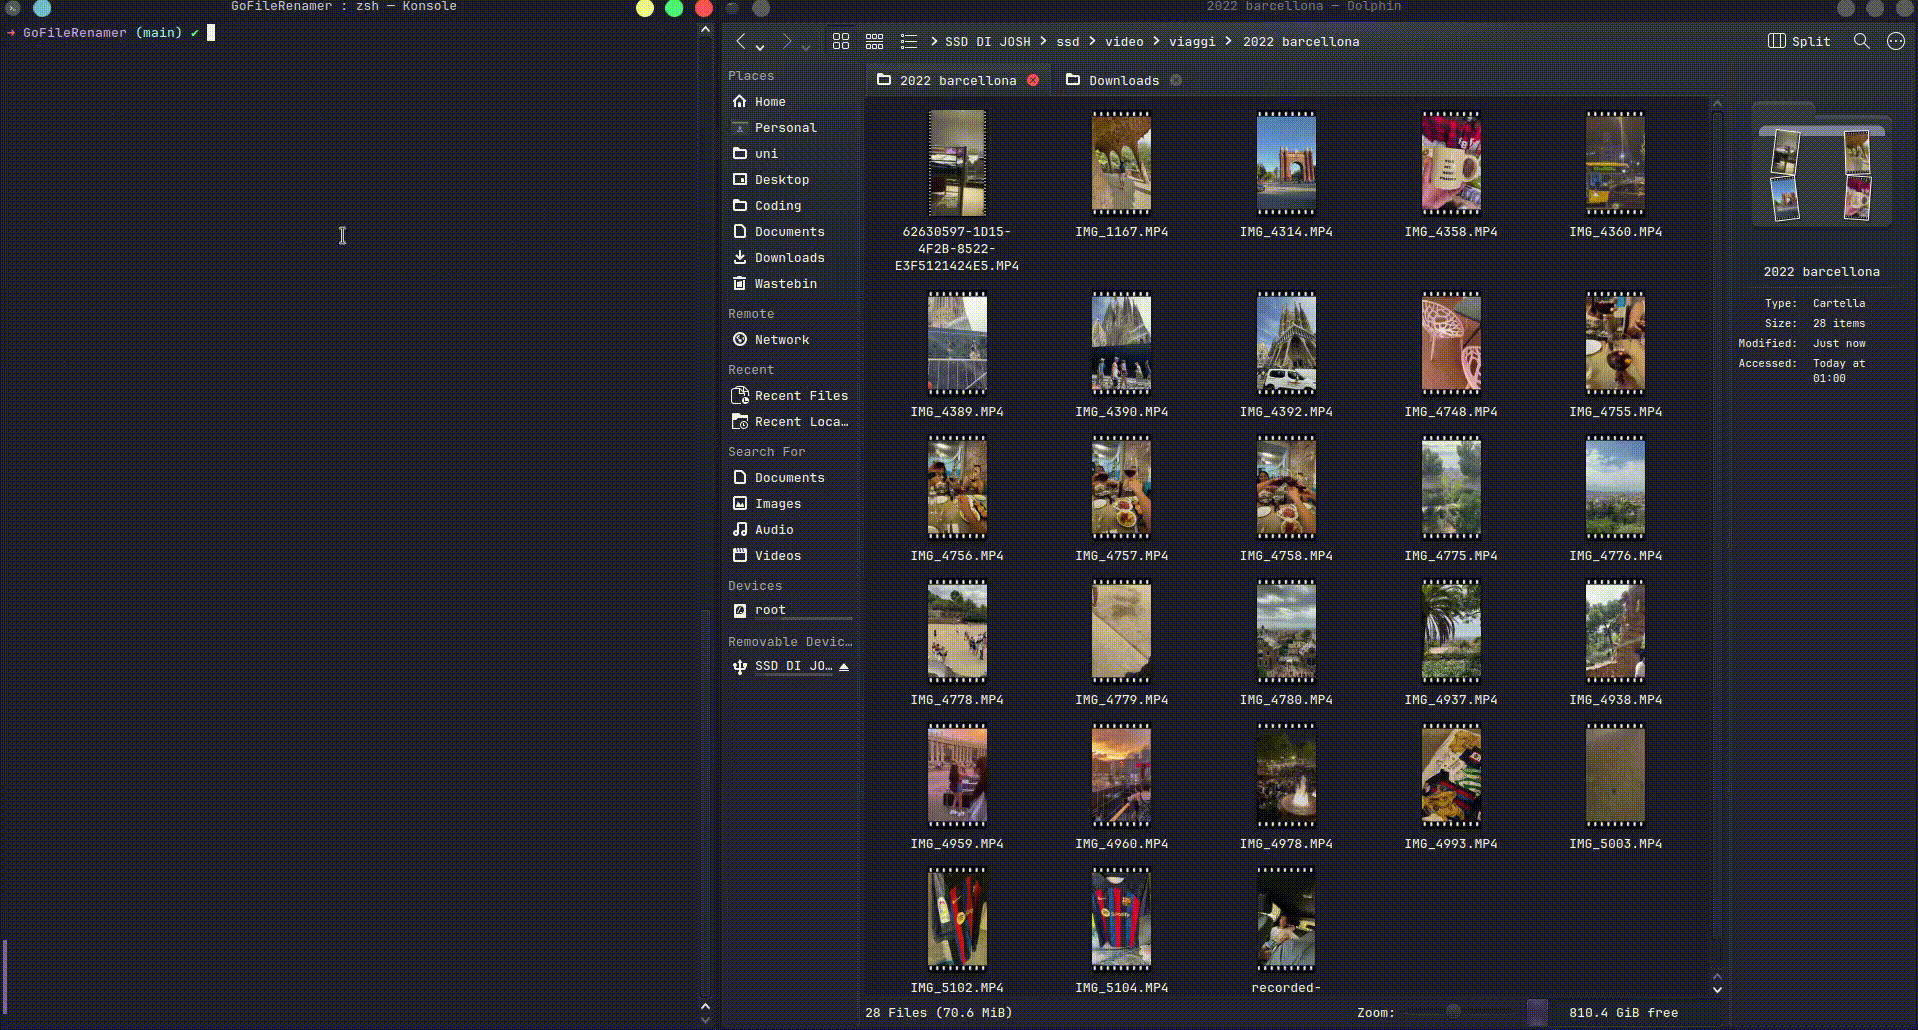 GoFileRenamer : zsh — Konsole
➜ GoFileRenamer (main) ✔
2022 barcellona — Dolphin
SSD DI JOSH > ssd > video > viaggi > 2022 barcellona
Split
2022 barcellona
Downloads
Places
Home
Personal
uni
Desktop
Coding
Documents
Downloads
Wastebin
Remote
Network
Recent
Recent Files
Recent Loca…
Search For
Documents
Images
Audio
Videos
Devices
root
Removable Devic…
SSD DI JO…
62630597-1D15-
4F2B-8522-
E3F5121424E5.MP4
IMG_1167.MP4
IMG_4314.MP4
IMG_4358.MP4
IMG_4360.MP4
IMG_4389.MP4
IMG_4390.MP4
IMG_4392.MP4
IMG_4748.MP4
IMG_4755.MP4
IMG_4756.MP4
IMG_4757.MP4
IMG_4758.MP4
IMG_4775.MP4
IMG_4776.MP4
IMG_4778.MP4
IMG_4779.MP4
IMG_4780.MP4
IMG_4937.MP4
IMG_4938.MP4
IMG_4959.MP4
IMG_4960.MP4
IMG_4978.MP4
IMG_4993.MP4
IMG_5003.MP4
IMG_5102.MP4
IMG_5104.MP4
recorded-
28 Files (70.6 MiB)
Zoom:
810.4 GiB free
2022 barcellona
Type: Cartella
Size: 28 items
Modified: Just now
Accessed: Today at
01:00